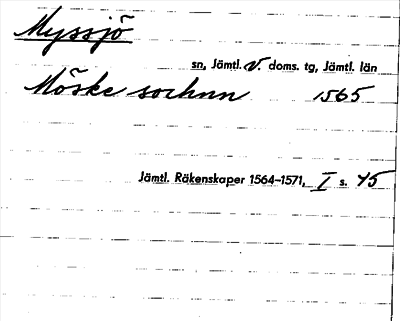 Myssjö
sn, Jämtl. v. doms. tg, Jämtl. län
Möske sochnn 1565
Jämtl. Räkenskaper 1564-1571, I s. 45